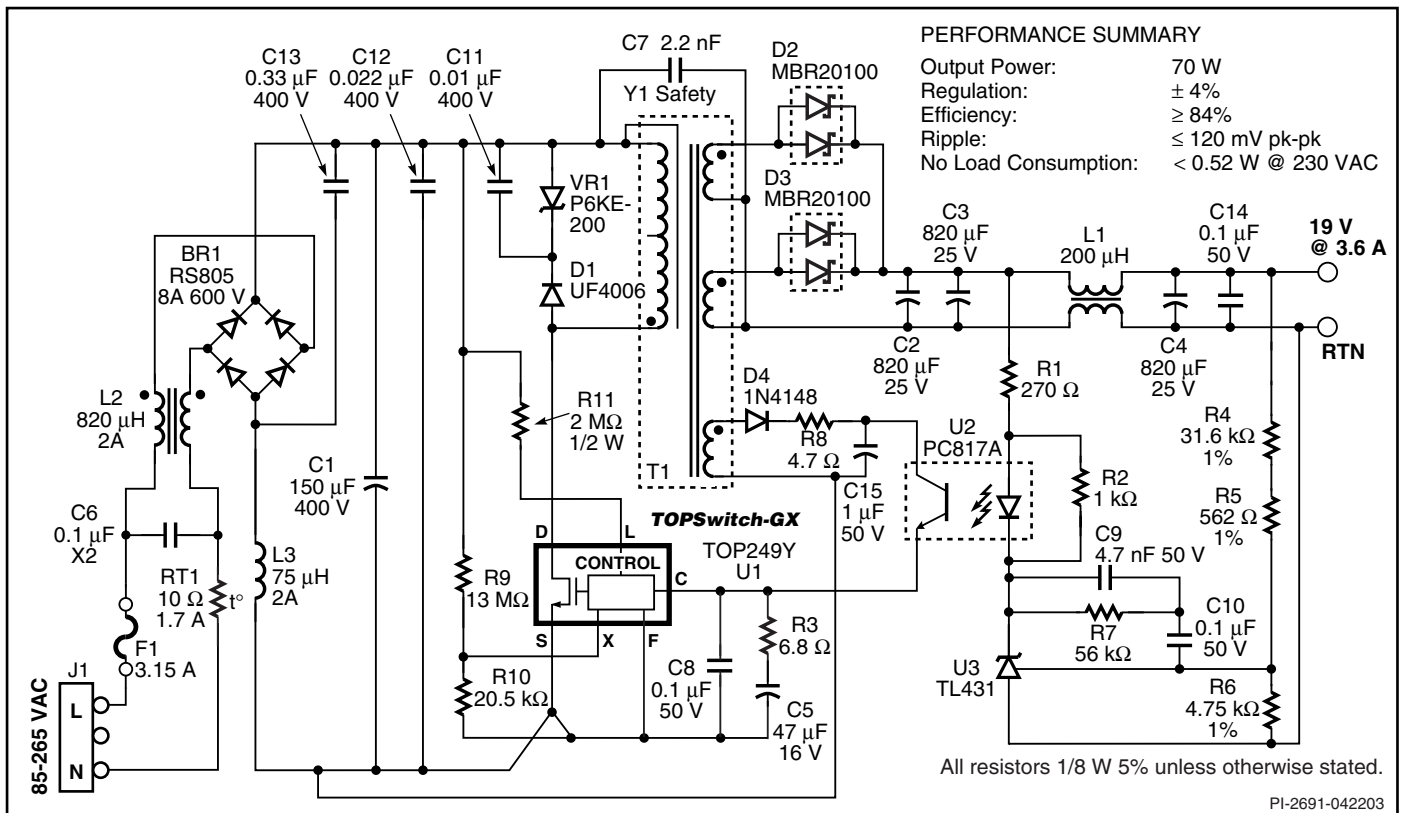 PERFORMANCE SUMMARY
Output Power: 70 W
Regulation: ± 4%
Efficiency: ≥ 84%
Ripple: ≤ 120 mV pk-pk
No Load Consumption: < 0.52 W @ 230 VAC
C13
0.33 µF
400 V
C12
0.022 µF
400 V
C11
0.01 µF
400 V
C7 2.2 nF
Y1 Safety
D2
MBR20100
D3
MBR20100
VR1
P6KE-
200
D1
UF4006
BR1
RS805
8A 600 V
C3
820 µF
25 V
L1
200 µH
C14
0.1 µF
50 V
19 V
@ 3.6 A
RTN
C2
820 µF
25 V
C4
820 µF
25 V
R1
270 Ω
L2
820 µH
2A
R11
2 MΩ
1/2 W
D4
1N4148
R8
4.7 Ω
T1
C15
1 µF
50 V
U2
PC817A
R2
1 kΩ
R4
31.6 kΩ
1%
R5
562 Ω
1%
C1
150 µF
400 V
C6
0.1 µF
X2
RT1
10 Ω
1.7 A
t°
L3
75 µH
2A
F1
3.15 A
J1
L
N
85-265 VAC
TOPSwitch-GX
TOP249Y
U1
D
L
CONTROL
C
S
X
F
R9
13 MΩ
R10
20.5 kΩ
C8
0.1 µF
50 V
R3
6.8 Ω
C5
47 µF
16 V
C9
4.7 nF 50 V
R7
56 kΩ
C10
0.1 µF
50 V
U3
TL431
R6
4.75 kΩ
1%
All resistors 1/8 W 5% unless otherwise stated.
PI-2691-042203